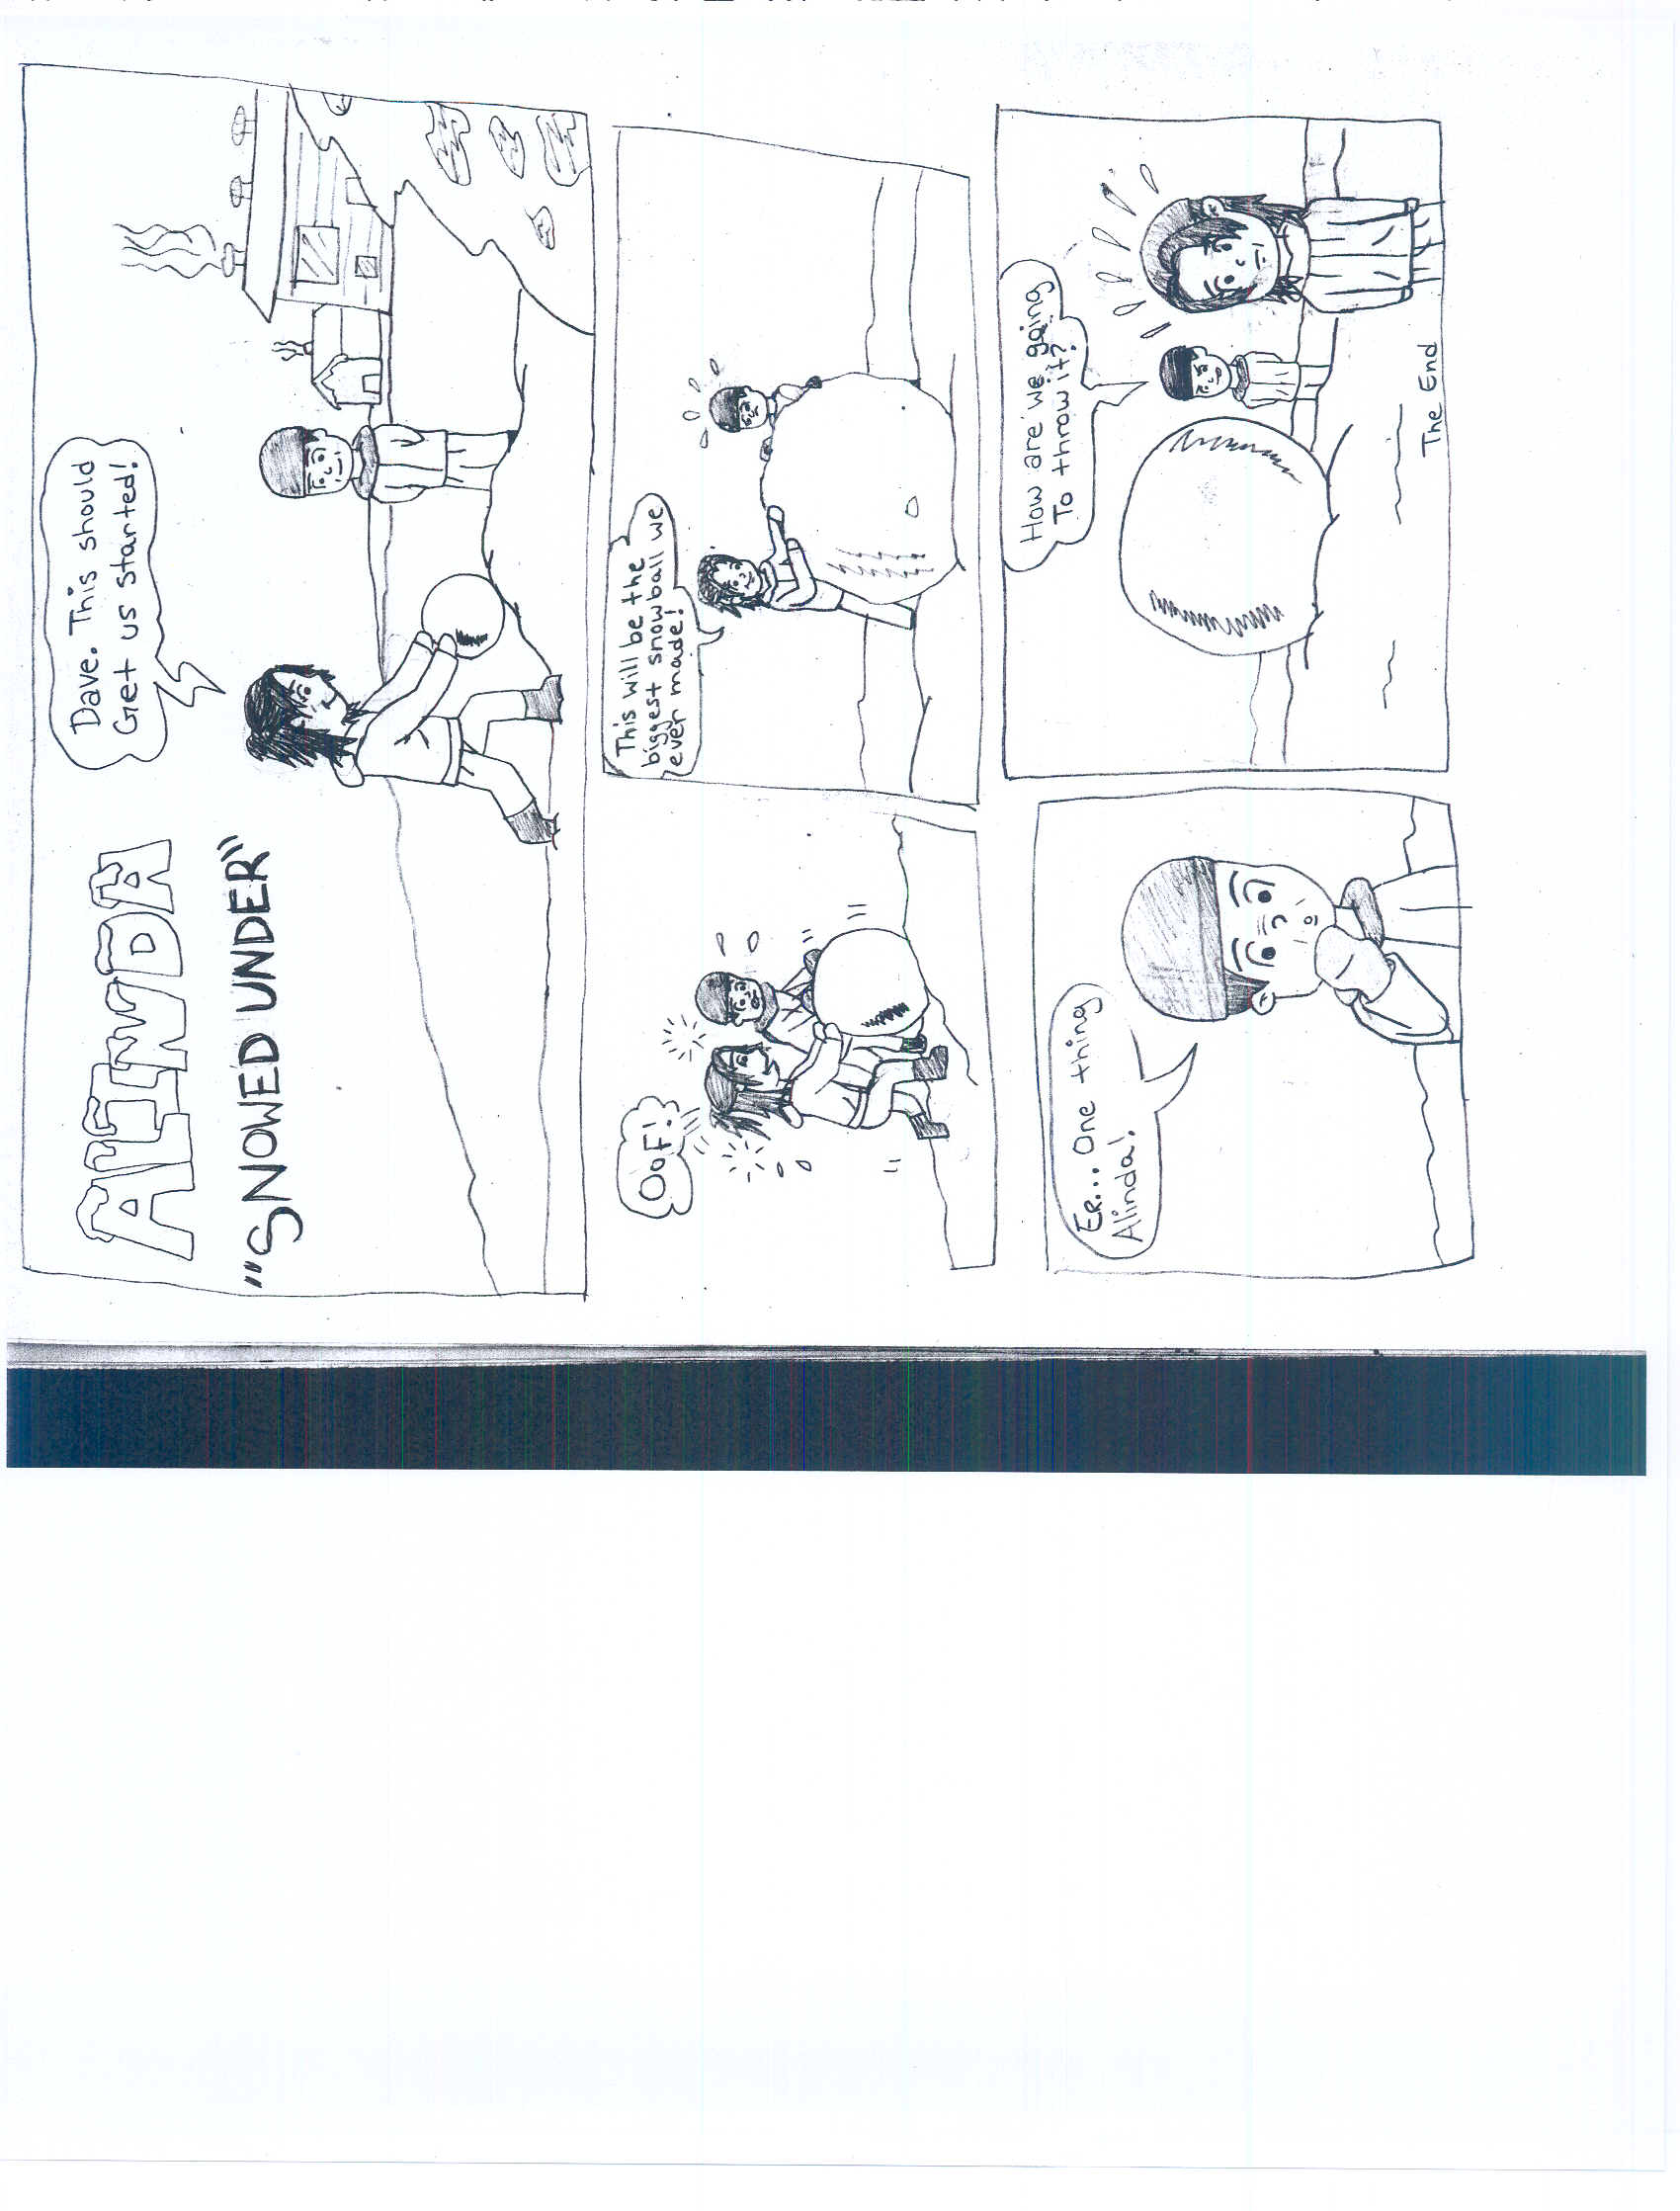 ALINDA
"SNOWED UNDER"
Dave. This should
Get us started!
OOF!
This will be the
biggest snowball we
ever made!
ER... One thing
Alinda!
How are we going
To throw it?
The End